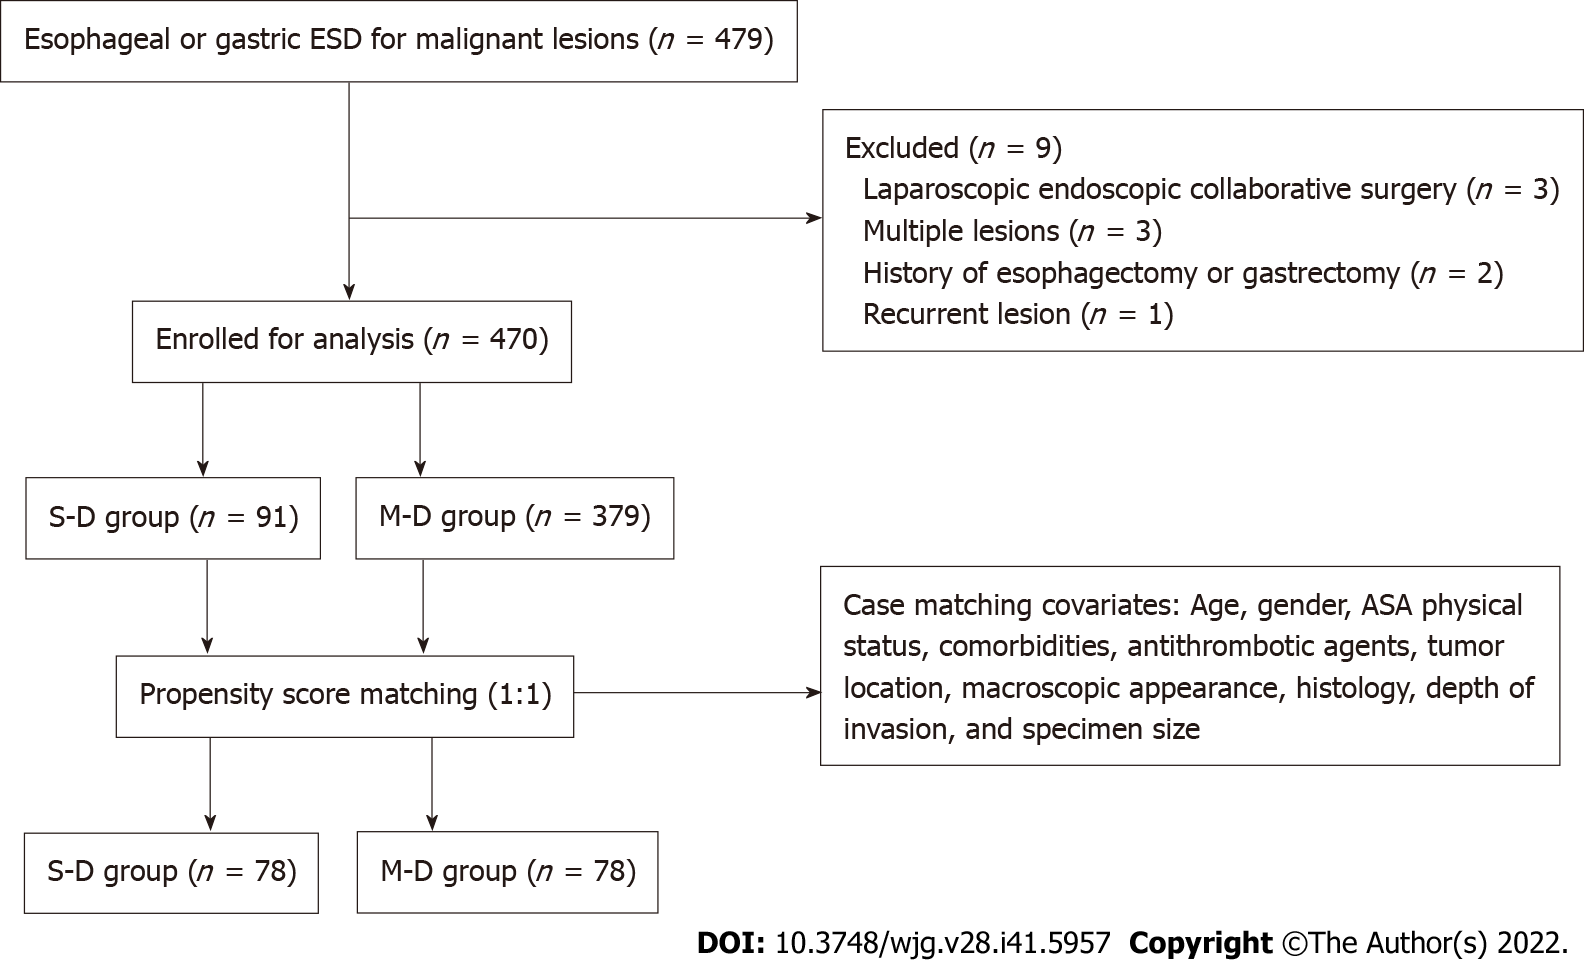 Esophageal or gastric ESD for malignant lesions (n = 479)
Excluded (n = 9)
Laparoscopic endoscopic collaborative surgery (n = 3)
Multiple lesions (n = 3)
History of esophagectomy or gastrectomy (n = 2)
Recurrent lesion (n = 1)
Enrolled for analysis (n = 470)
S-D group (n = 91)
M-D group (n = 379)
Case matching covariates: Age, gender, ASA physical
status, comorbidities, antithrombotic agents, tumor
location, macroscopic appearance, histology, depth of
invasion, and specimen size
Propensity score matching (1:1)
S-D group (n = 78)
M-D group (n = 78)
DOI: 10.3748/wjg.v28.i41.5957 Copyright ©The Author(s) 2022.